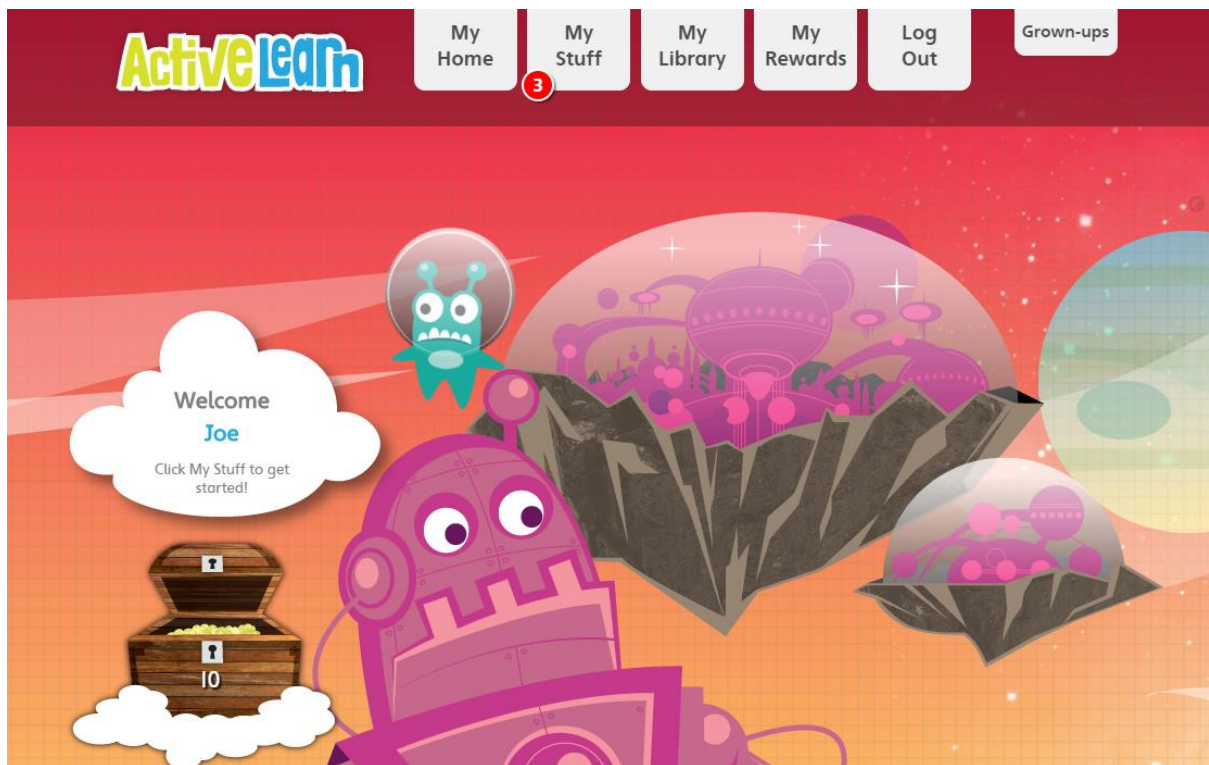 ActiveLearn
My
Home
My
Stuff
3
My
Library
My
Rewards
Log
Out
Grown-ups
Welcome
Joe
Click My Stuff to get
started!
10